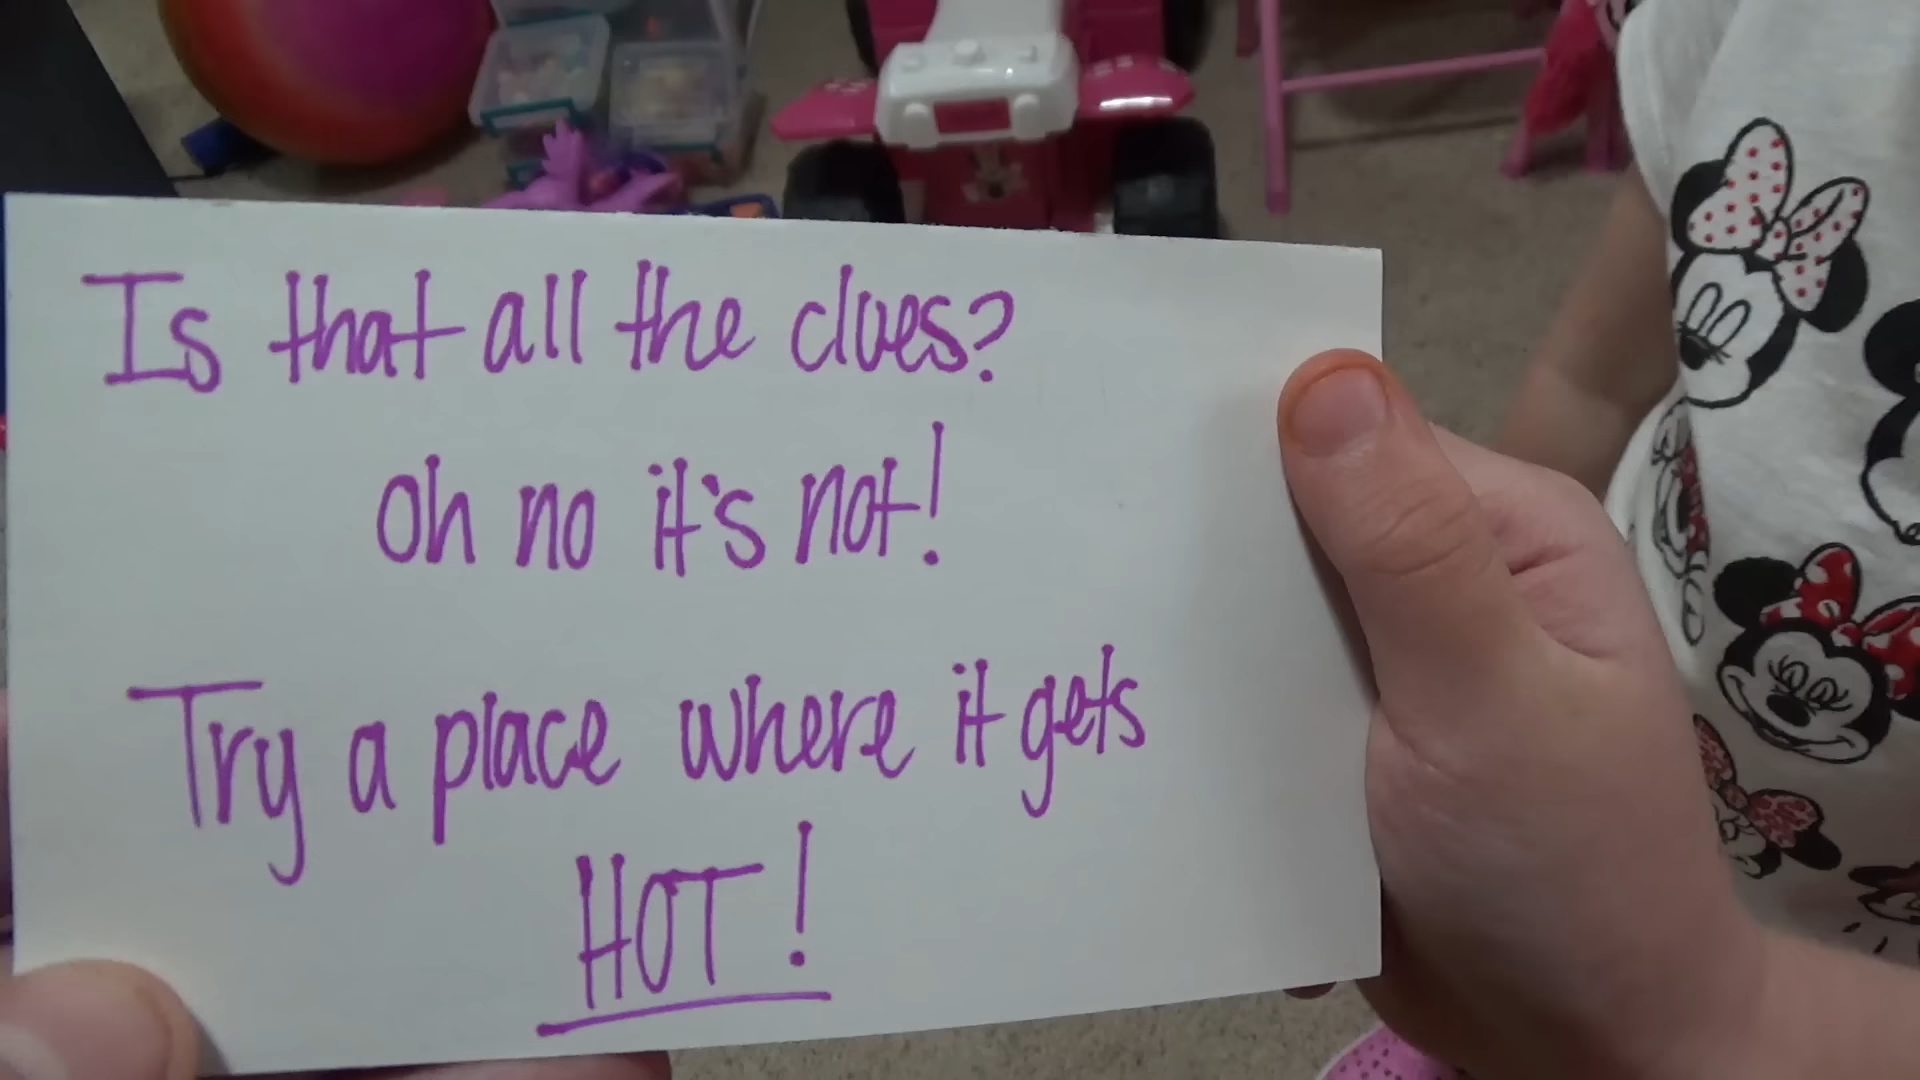 Is that all the clues?
oh no it's not!
Try a place where it gets
HOT!